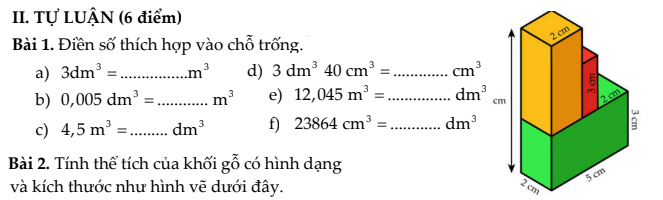 II. TỰ LUẬN (6 điểm)
Bài 1. Điền số thích hợp vào chỗ trống.
a) 3dm³ = ................m³
d) 3 dm³ 40 cm³ = ............. cm³
b) 0,005 dm³ = ............ m³
e) 12,045 m³ = ............... dm³
c) 4,5 m³ = ......... dm³
f) 23864 cm³ = ............ dm³
Bài 2. Tính thể tích của khối gỗ có hình dạng
và kích thước như hình vẽ dưới đây.
2 cm
3 cm
2 cm
cm
3 cm
2 cm
5 cm